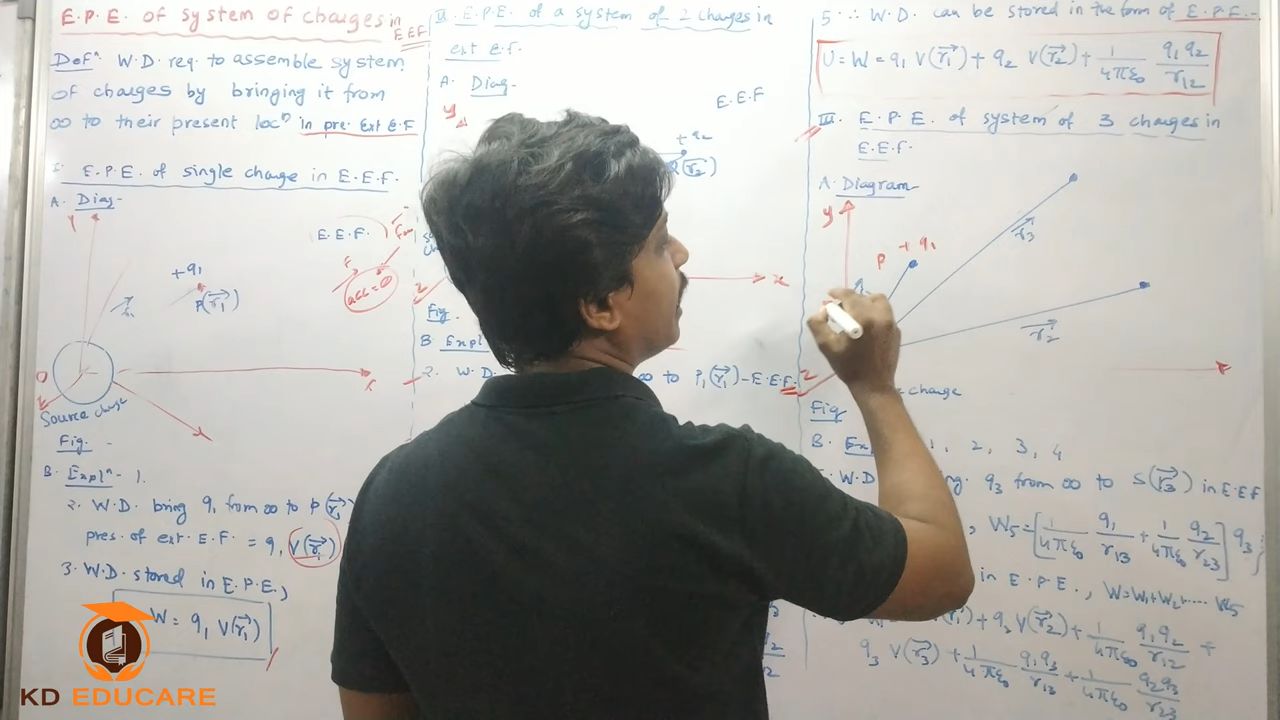 E.P.E. of system of charges in
E.E.F.
Defⁿ. W.D. req. to assemble system
of charges by bringing it from
∞ to their present locⁿ in pre. Ext E.F
E.P.E. of single charge in E.E.F.
A. Diag-
Y
E.E.F.
+q₁
P(r₁)
acc = 0
O
x
Source charge
Fig. -
B. Explⁿ - 1.
2. W.D. bring q₁ from ∞ to P(r₁)
pres. of ext. E.F. = q₁ V(r₁)
3. W.D. stored in E.P.E.,
W = q₁ V(r₁)
KD EDUCARE
II. E.P.E. of a system of 2 charges in
ext E.F.
A. Diag-
y
E.E.F
+q₂
(r₂)
x
z
Fig.
B. Expl
2. W.D. ∞ to P₁(r₁) - E.E.F.
5. ∴ W.D. can be stored in the form of E.P.E.-
U = W = q₁ V(r₁) + q₂ V(r₂) + 1/4πε₀ q₁q₂/r₁₂
III. E.P.E. of system of 3 charges in
E.E.F.
A. Diagram
y
P
+q₁
r₃
r₂
z
charge
Fig
B. 1, 2, 3, 4
W.D. q₃ from ∞ to S(r₃) in E.E.F
, W₅ = [1/4πε₀ q₁/r₁₃ + 1/4πε₀ q₂/r₂₃] q₃
in E.P.E., W=W₁+W₂..... W₅
(r₁) + q₂ V(r₂) + 1/4πε₀ q₁q₂/r₁₂ +
q₃ V(r₃) + 1/4πε₀ q₁q₃/r₁₃ + 1/4πε₀ q₂q₃/r₂₃